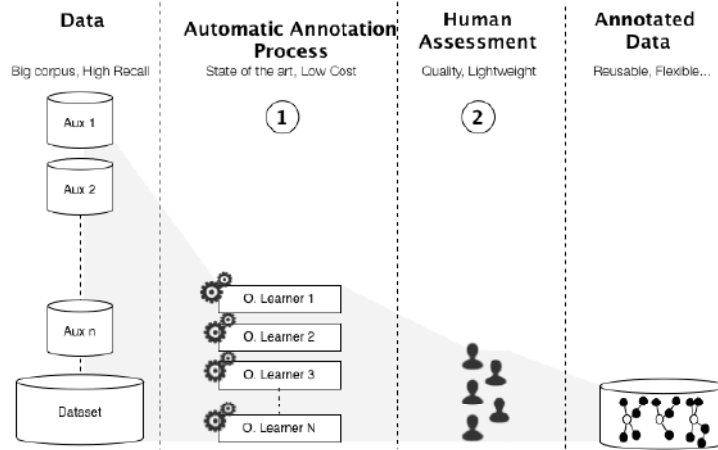 Data
Big corpus, High Recall
Aux 1
Aux 2
Aux n
Dataset
Automatic Annotation
Process
State of the art, Low Cost
1
O. Learner 1
O. Learner 2
O. Learner 3
O. Learner N
Human
Assessment
Quality, Lightweight
2
Annotated
Data
Reusable, Flexible...